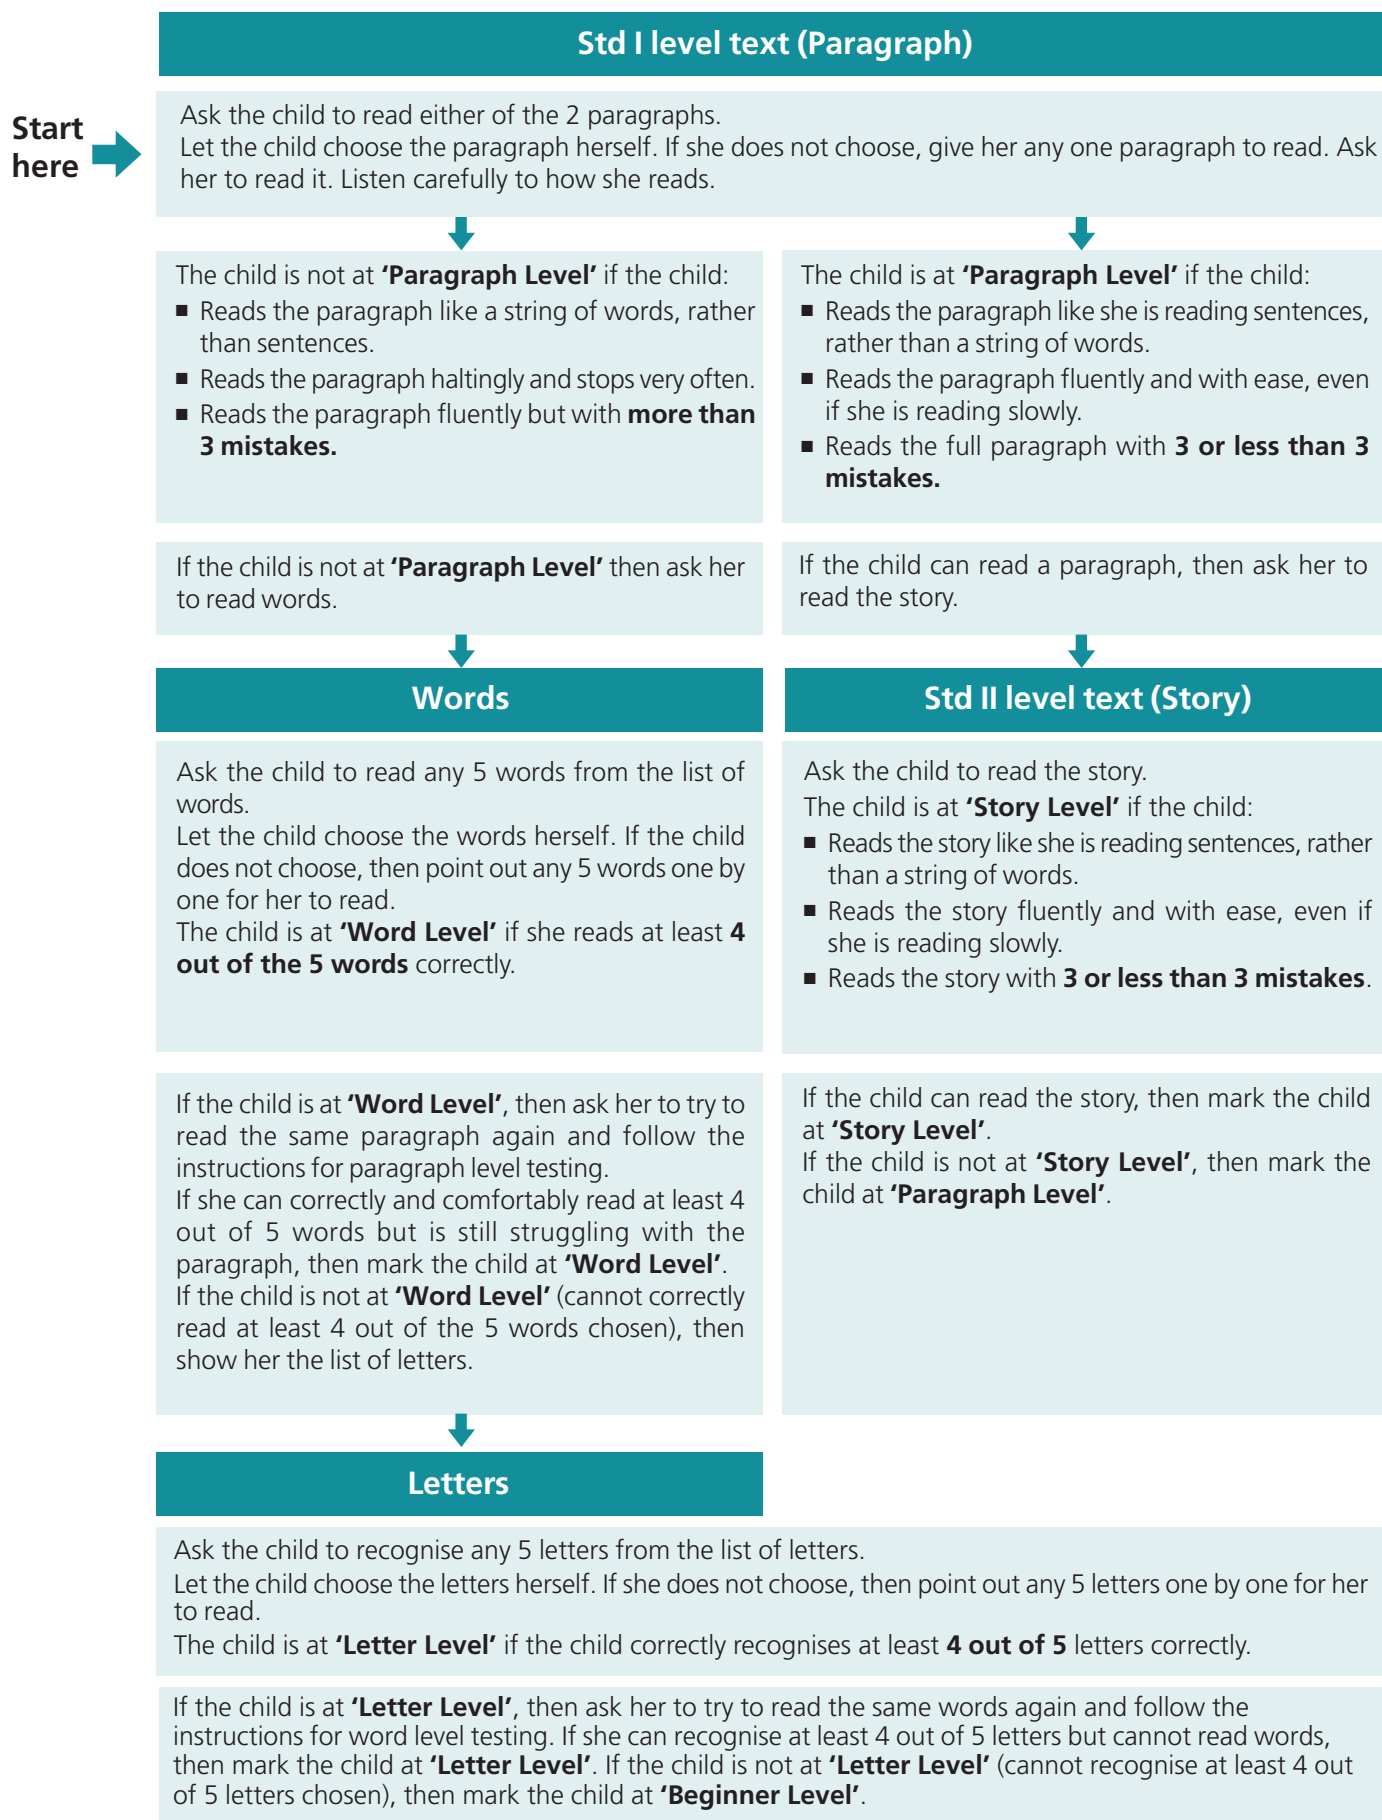 Std I level text (Paragraph)
Start
here
Ask the child to read either of the 2 paragraphs.
Let the child choose the paragraph herself. If she does not choose, give her any one paragraph to read. Ask
her to read it. Listen carefully to how she reads.
The child is not at ‘Paragraph Level’ if the child:
■ Reads the paragraph like a string of words, rather
than sentences.
■ Reads the paragraph haltingly and stops very often.
■ Reads the paragraph fluently but with more than
3 mistakes.
The child is at ‘Paragraph Level’ if the child:
■ Reads the paragraph like she is reading sentences,
rather than a string of words.
■ Reads the paragraph fluently and with ease, even
if she is reading slowly.
■ Reads the full paragraph with 3 or less than 3
mistakes.
If the child is not at ‘Paragraph Level’ then ask her
to read words.
If the child can read a paragraph, then ask her to
read the story.
Words
Ask the child to read any 5 words from the list of
words.
Let the child choose the words herself. If the child
does not choose, then point out any 5 words one by
one for her to read.
The child is at ‘Word Level’ if she reads at least 4
out of the 5 words correctly.
If the child is at ‘Word Level’, then ask her to try to
read the same paragraph again and follow the
instructions for paragraph level testing.
If she can correctly and comfortably read at least 4
out of 5 words but is still struggling with the
paragraph, then mark the child at ‘Word Level’.
If the child is not at ‘Word Level’ (cannot correctly
read at least 4 out of the 5 words chosen), then
show her the list of letters.
Std II level text (Story)
Ask the child to read the story.
The child is at ‘Story Level’ if the child:
■ Reads the story like she is reading sentences, rather
than a string of words.
■ Reads the story fluently and with ease, even if
she is reading slowly.
■ Reads the story with 3 or less than 3 mistakes.
If the child can read the story, then mark the child
at ‘Story Level’.
If the child is not at ‘Story Level’, then mark the
child at ‘Paragraph Level’.
Letters
Ask the child to recognise any 5 letters from the list of letters.
Let the child choose the letters herself. If she does not choose, then point out any 5 letters one by one for her
to read.
The child is at ‘Letter Level’ if the child correctly recognises at least 4 out of 5 letters correctly.
If the child is at ‘Letter Level’, then ask her to try to read the same words again and follow the
instructions for word level testing. If she can recognise at least 4 out of 5 letters but cannot read words,
then mark the child at ‘Letter Level’. If the child is not at ‘Letter Level’ (cannot recognise at least 4 out
of 5 letters chosen), then mark the child at ‘Beginner Level’.